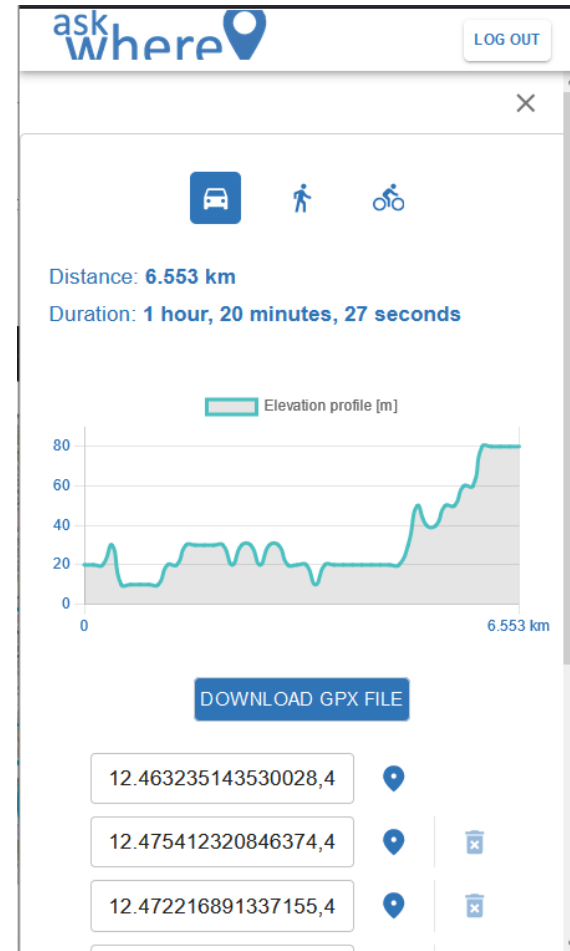 ask
where
LOG OUT
Distance: 6.553 km
Duration: 1 hour, 20 minutes, 27 seconds
Elevation profile [m]
80
60
40
20
0
0
6.553 km
DOWNLOAD GPX FILE
12.463235143530028,4
12.475412320846374,4
12.472216891337155,4